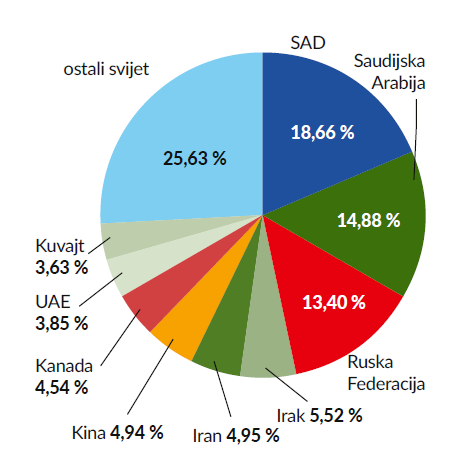 SAD
18,66 %
Saudijska
Arabija
14,88 %
13,40 %
Ruska
Federacija
Irak 5,52 %
Iran 4,95 %
Kina 4,94 %
Kanada
4,54 %
UAE
3,85 %
Kuvajt
3,63 %
ostali svijet
25,63 %